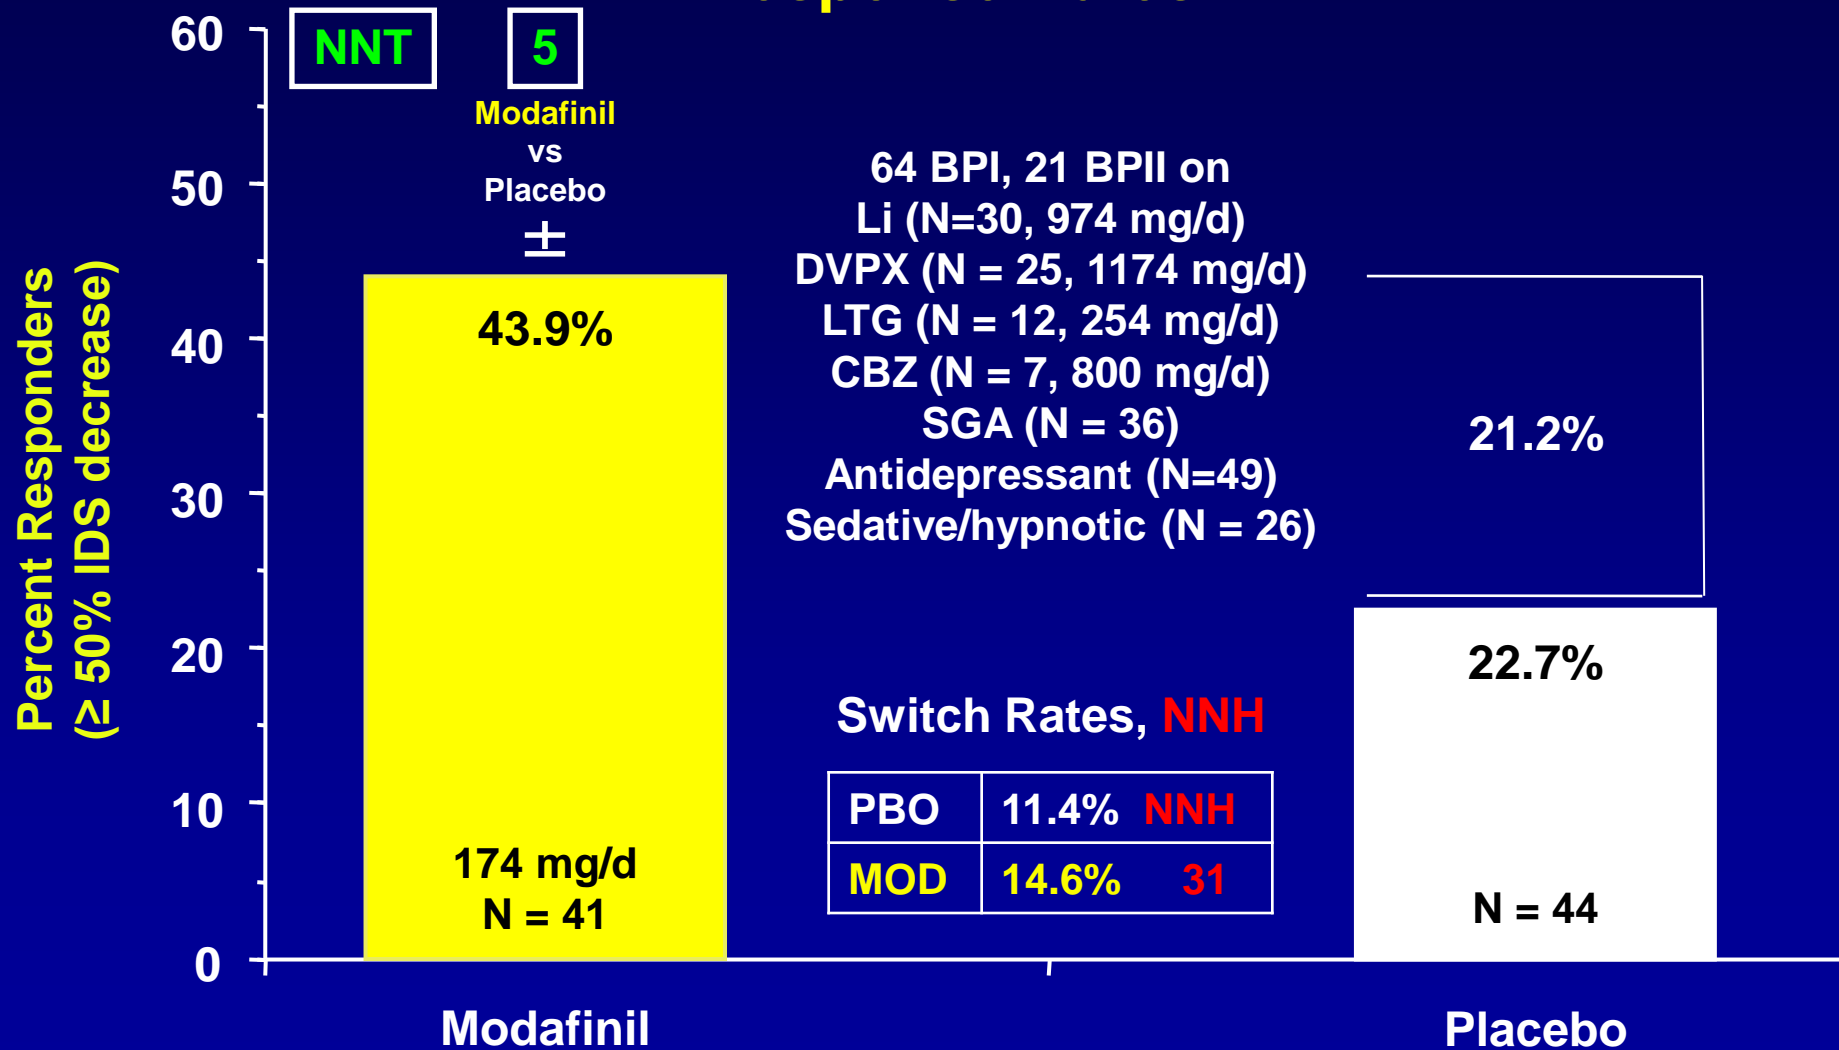 NNT 5
Modafinil
vs
Placebo
±
64 BPI, 21 BPII on
Li (N=30, 974 mg/d)
DVPX (N = 25, 1174 mg/d)
LTG (N = 12, 254 mg/d)
CBZ (N = 7, 800 mg/d)
SGA (N = 36)
Antidepressant (N=49)
Sedative/hypnotic (N = 26)
Percent Responders
(≥ 50% IDS decrease)
60
50
40
30
20
10
0
43.9%
174 mg/d
N = 41
21.2%
22.7%
N = 44
Switch Rates, NNH
PBO 11.4% NNH
MOD 14.6% 31
Modafinil Placebo